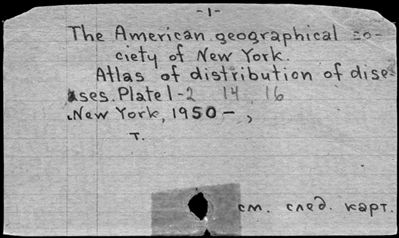 -1-
The American geographical so-
ciety of New York.
Atlas of distribution of dise-
ases. Plate 1-2 14, 16
New York, 1950 - ,
т.
см. след. карт.